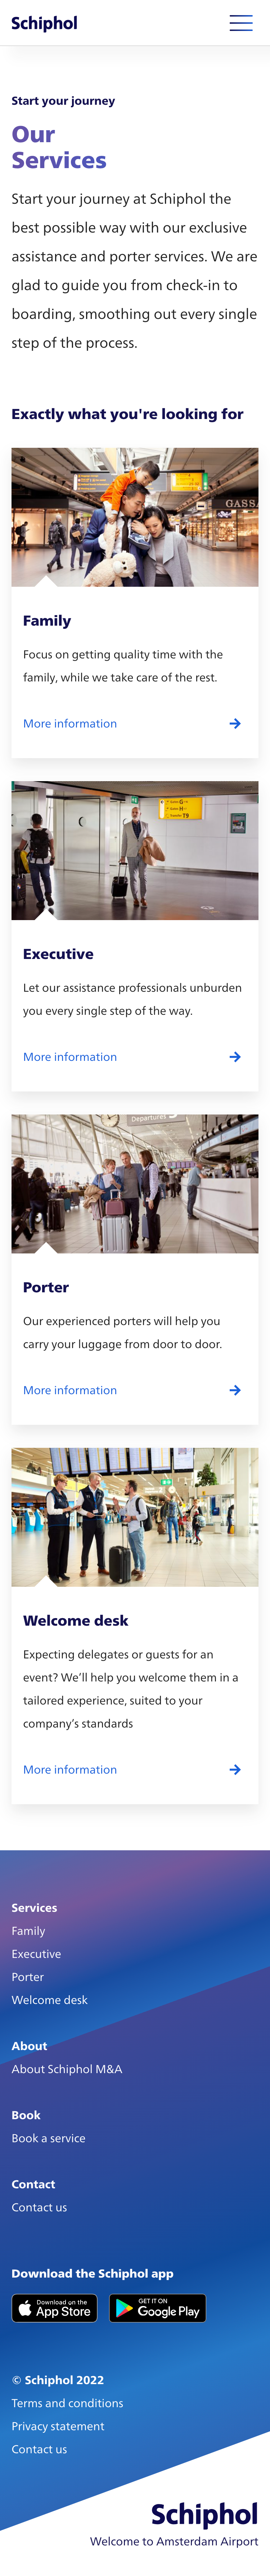 Schiphol
Start your journey
Our
Services
Start your journey at Schiphol the
best possible way with our exclusive
assistance and porter services. We are
glad to guide you from check-in to
boarding, smoothing out every single
step of the process.
Exactly what you're looking for
GASSA
Family
Focus on getting quality time with the
family, while we take care of the rest.
More information
T9
Executive
Let our assistance professionals unburden
you every single step of the way.
More information
Departures
Porter
Our experienced porters will help you
carry your luggage from door to door.
More information
Welcome desk
Expecting delegates or guests for an
event? We’ll help you welcome them in a
tailored experience, suited to your
company’s standards
More information
Services
Family
Executive
Porter
Welcome desk
About
About Schiphol M&A
Book
Book a service
Contact
Contact us
Download the Schiphol app
Download on the
App Store
GET IT ON
Google Play
© Schiphol 2022
Terms and conditions
Privacy statement
Contact us
Schiphol
Welcome to Amsterdam Airport